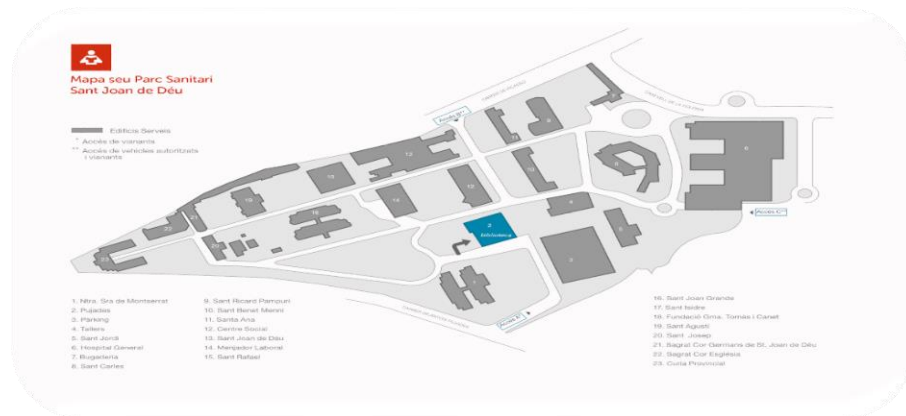 Mapa seu Parc Sanitari
Sant Joan de Déu
Edificis Serveis
* Accés de vianants
** Accés de vehicles autoritzats
i vianants
Accés B**
Accés C**
Accés A*
2
biblioteca
1. Ntra. Sra de Montserrat
2. Pujadas
3. Pàrking
4. Tallers
5. Sant Jordi
6. Hospital General
7. Bugaderia
8. Sant Carles
9. Sant Ricard Pampuri
10. Sant Benet Menni
11. Santa Ana
12. Centre Social
13. Sant Joan de Déu
14. Menjador Laboral
15. Sant Rafael
16. Sant Joan Grande
17. Sant Isidre
18. Fundació Gma. Tomàs i Canet
19. Sant Agustí
20. Sant Josep
21. Sagrat Cor Germans de St. Joan de Déu
22. Sagrat Cor Església
23. Cúria Provincial